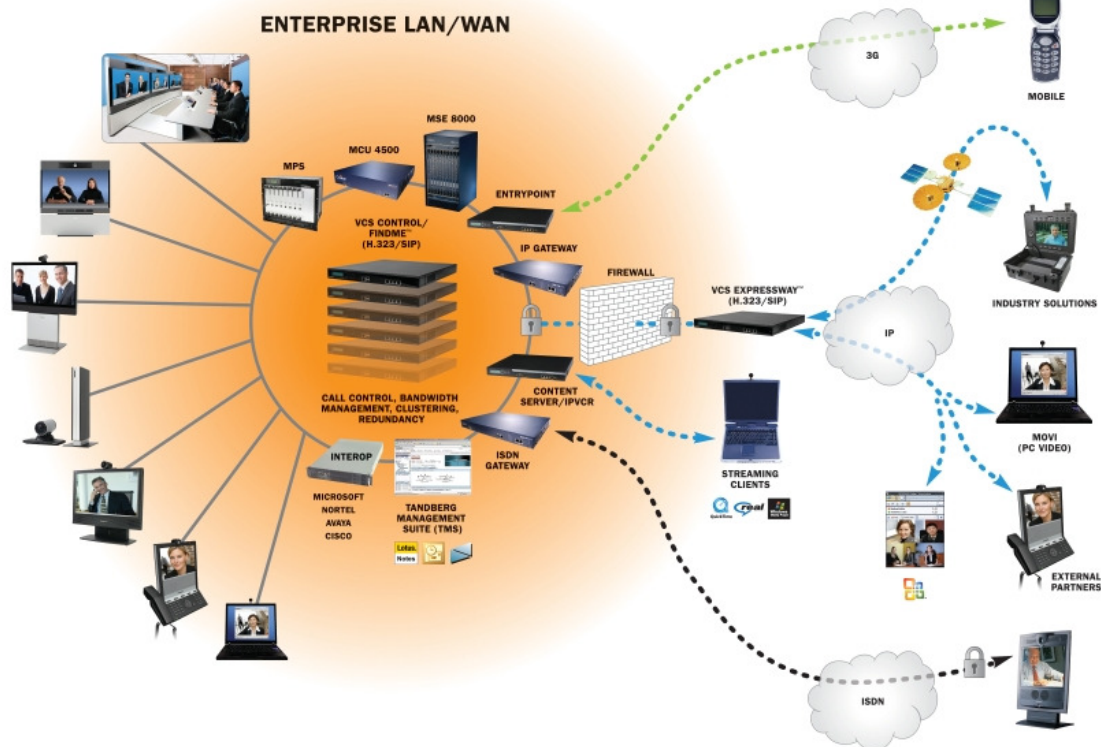 ENTERPRISE LAN/WAN
3G
MOBILE
MSE 8000
MCU 4500
MPS
ENTRYPOINT
VCS CONTROL/
FINDME™
(H.323/SIP)
IP GATEWAY
FIREWALL
VCS EXPRESSWAY™
(H.323/SIP)
INDUSTRY SOLUTIONS
IP
CALL CONTROL, BANDWIDTH
MANAGEMENT, CLUSTERING,
REDUNDANCY
CONTENT
SERVER/IPVCR
MOVI
(PC VIDEO)
ISDN
GATEWAY
INTEROP
MICROSOFT
NORTEL
AVAYA
CISCO
TANDBERG
MANAGEMENT
SUITE (TMS)
Lotus.
Notes
STREAMING
CLIENTS
QuickTime
real
EXTERNAL
PARTNERS
ISDN